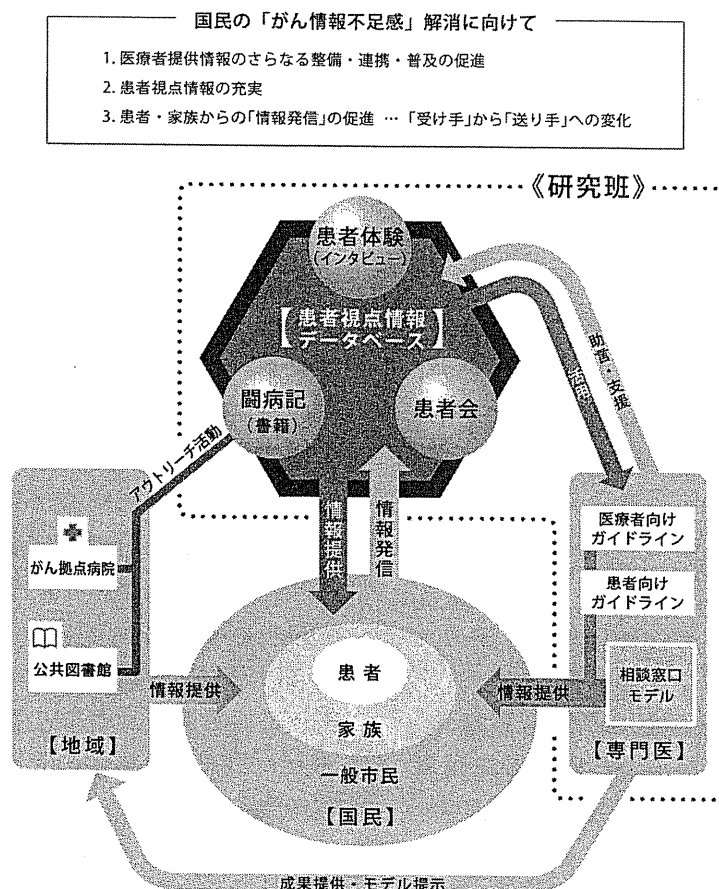 国民の「がん情報不足感」解消に向けて
1. 医療者提供情報のさらなる整備・連携・普及の促進
2. 患者視点情報の充実
3. 患者・家族からの「情報発信」の促進 … 「受け手」から「送り手」への変化
《研究班》
患者体験
(インタビュー)
【患者視点情報
データベース】
闘病記
(書籍)
患者会
助言・支援
活用
アウトリーチ活動
情報提供
情報発信
がん拠点病院
公共図書館
【地域】
情報提供
患者
家族
一般市民
【国民】
情報提供
医療者向け
ガイドライン
患者向け
ガイドライン
相談窓口
モデル
【専門医】
成果提供・モデル提示